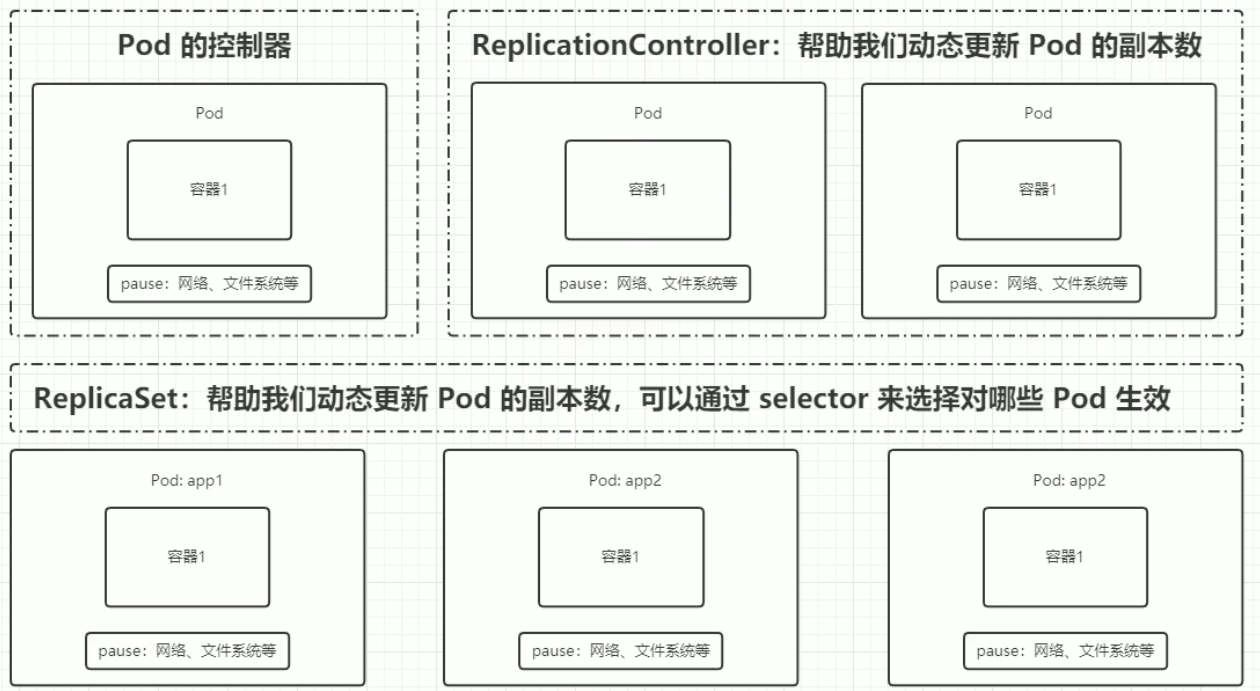 Pod 的控制器
ReplicationController：帮助我们动态更新 Pod 的副本数
Pod
容器1
pause：网络、文件系统等
Pod
容器1
pause：网络、文件系统等
Pod
容器1
pause：网络、文件系统等
ReplicaSet：帮助我们动态更新 Pod 的副本数，可以通过 selector 来选择对哪些 Pod 生效
Pod: app1
容器1
pause：网络、文件系统等
Pod: app2
容器1
pause：网络、文件系统等
Pod: app2
容器1
pause：网络、文件系统等